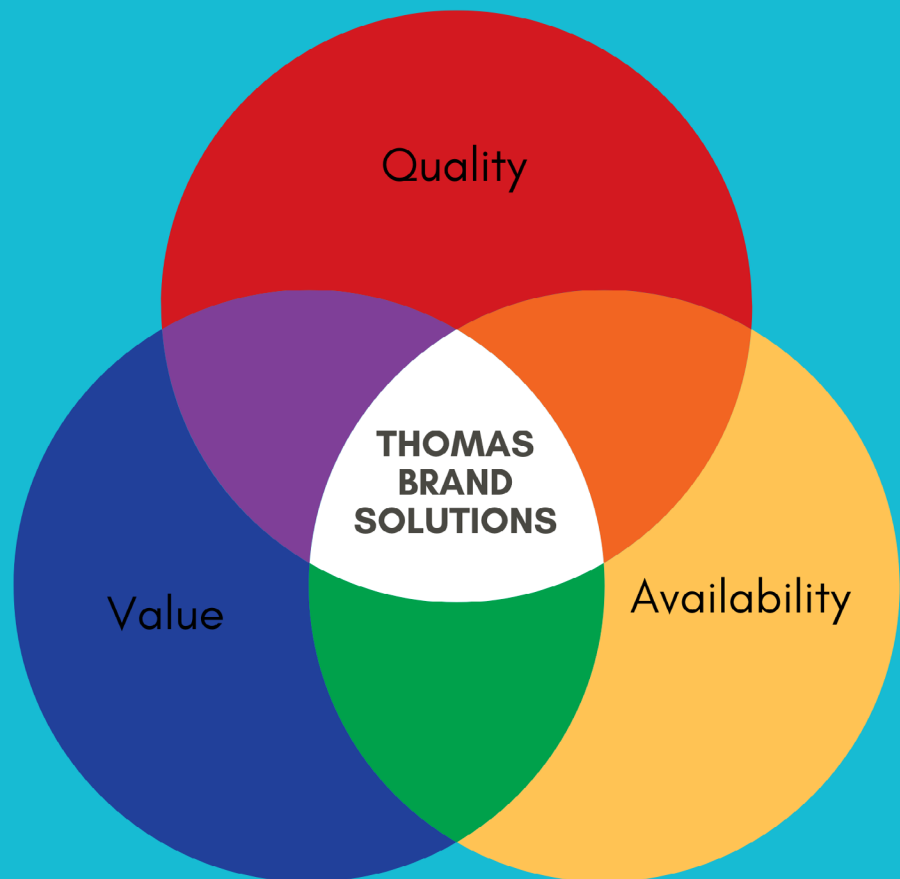 Quality
THOMAS
BRAND
SOLUTIONS
Value
Availability